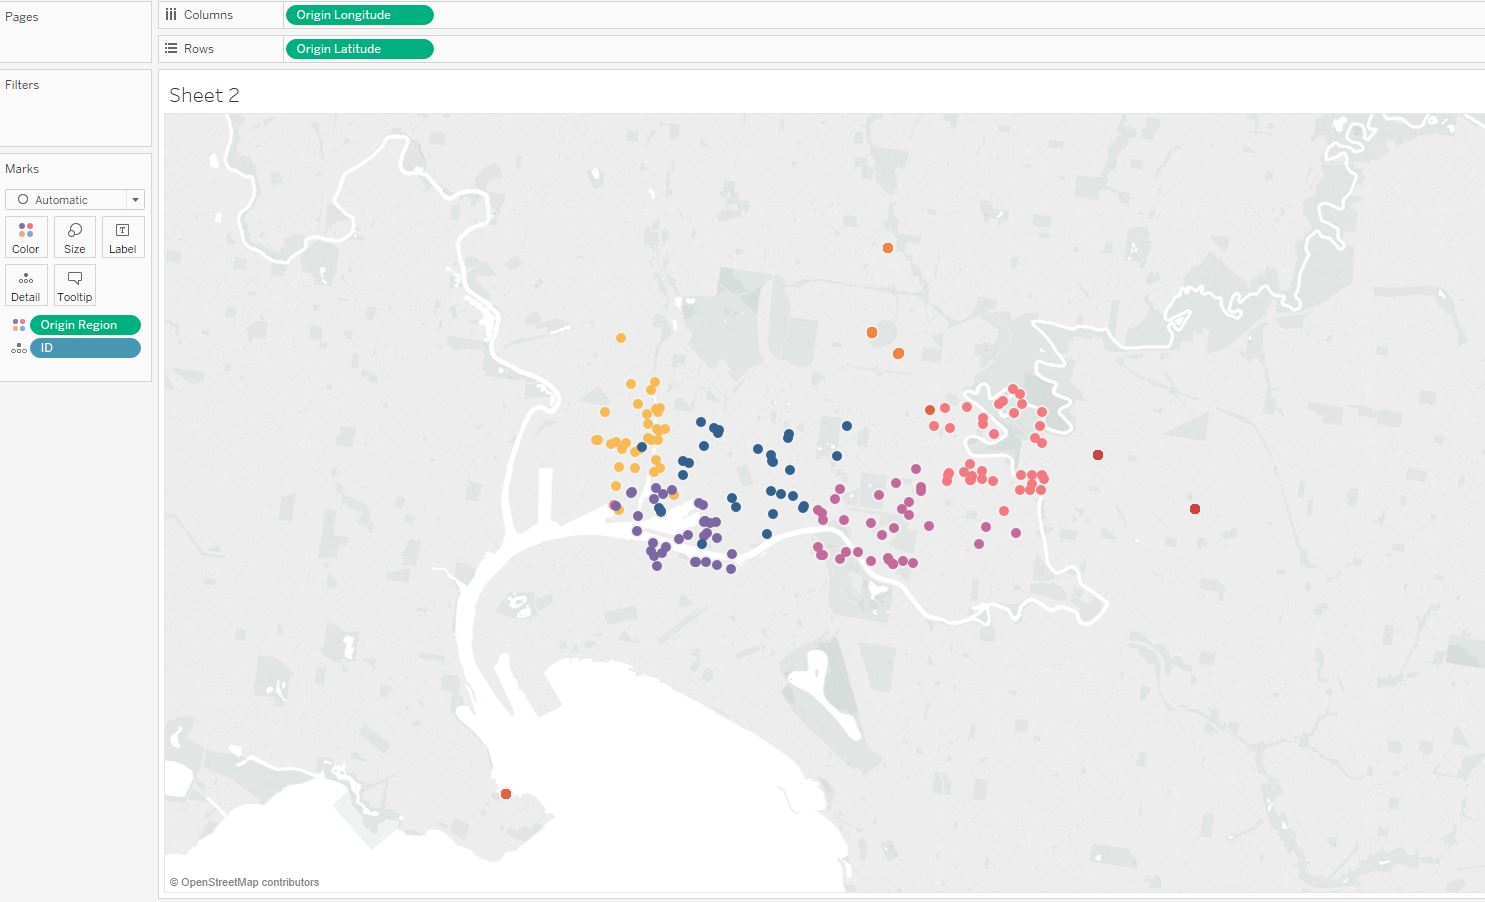 Pages
Columns
Origin Longitude
Rows
Origin Latitude
Filters
Sheet 2
Marks
Automatic
Color
Size
Label
Detail
Tooltip
Origin Region
ID
© OpenStreetMap contributors